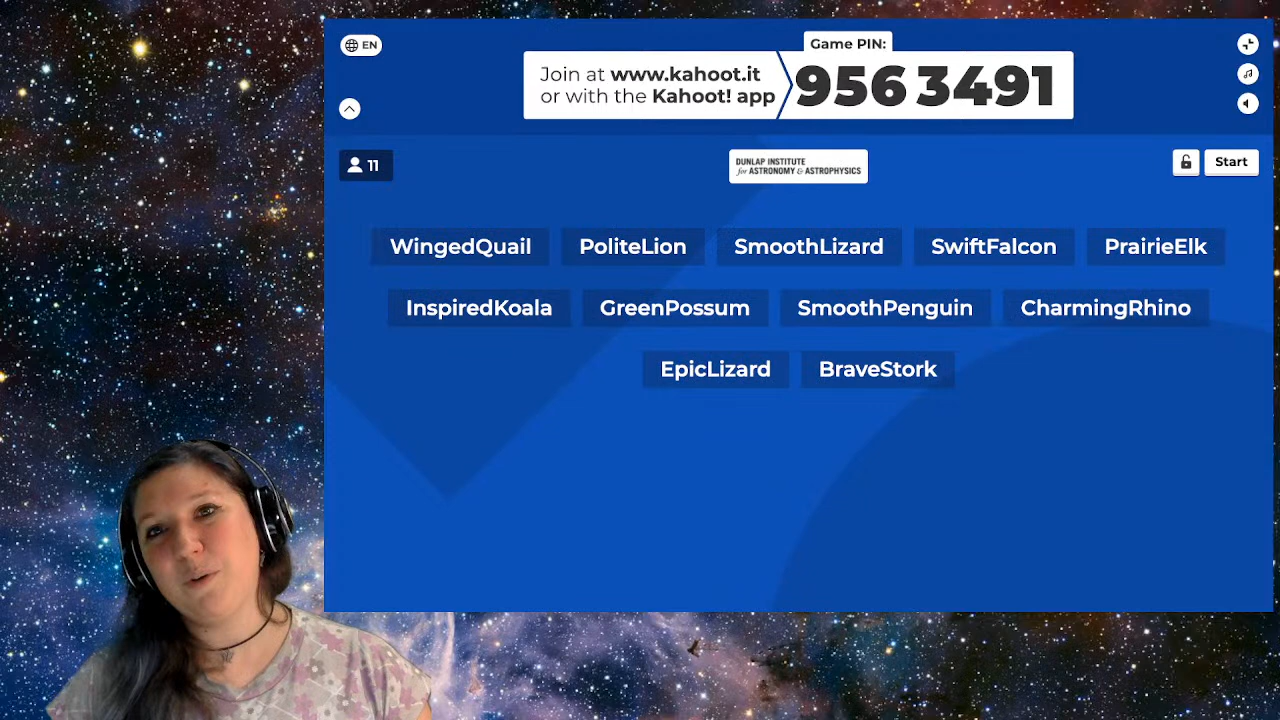 EN
Game PIN:
Join at www.kahoot.it
or with the Kahoot! app
956 3491
11
DUNLAP INSTITUTE
for ASTRONOMY & ASTROPHYSICS
Start
WingedQuail PoliteLion SmoothLizard SwiftFalcon PrairieElk
InspiredKoala GreenPossum SmoothPenguin CharmingRhino
EpicLizard BraveStork